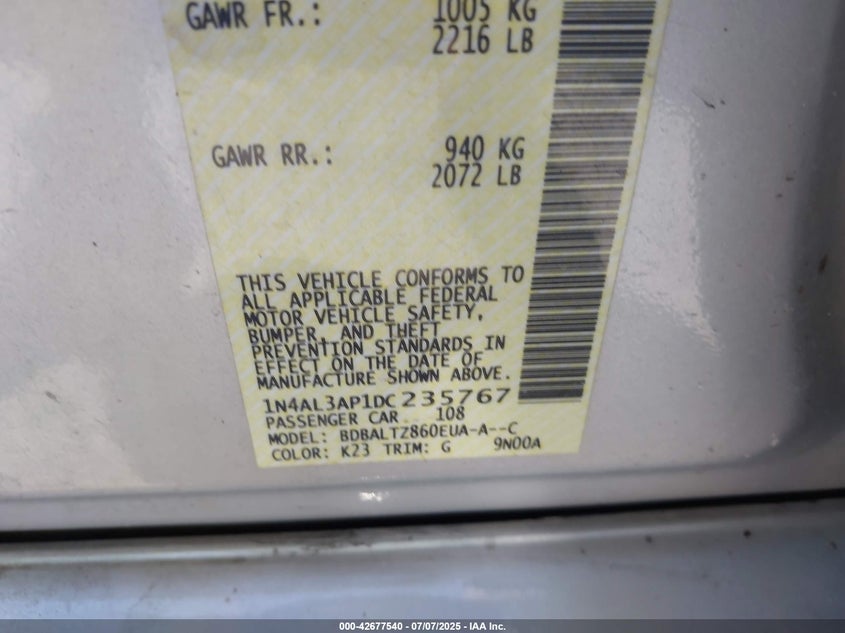 GAWR FR.: 1005 KG
2216 LB
GAWR RR.: 940 KG
2072 LB
THIS VEHICLE CONFORMS TO
ALL APPLICABLE FEDERAL
MOTOR VEHICLE SAFETY,
BUMPER, AND THEFT
PREVENTION STANDARDS IN
EFFECT ON THE DATE OF
MANUFACTURE SHOWN ABOVE.
1N4AL3AP1DC235767
PASSENGER CAR 108
MODEL: BDBALTZ860EUA-A--C
COLOR: K23 TRIM: G 9N00A
000-42677540 - 07/07/2025 - IAA Inc.